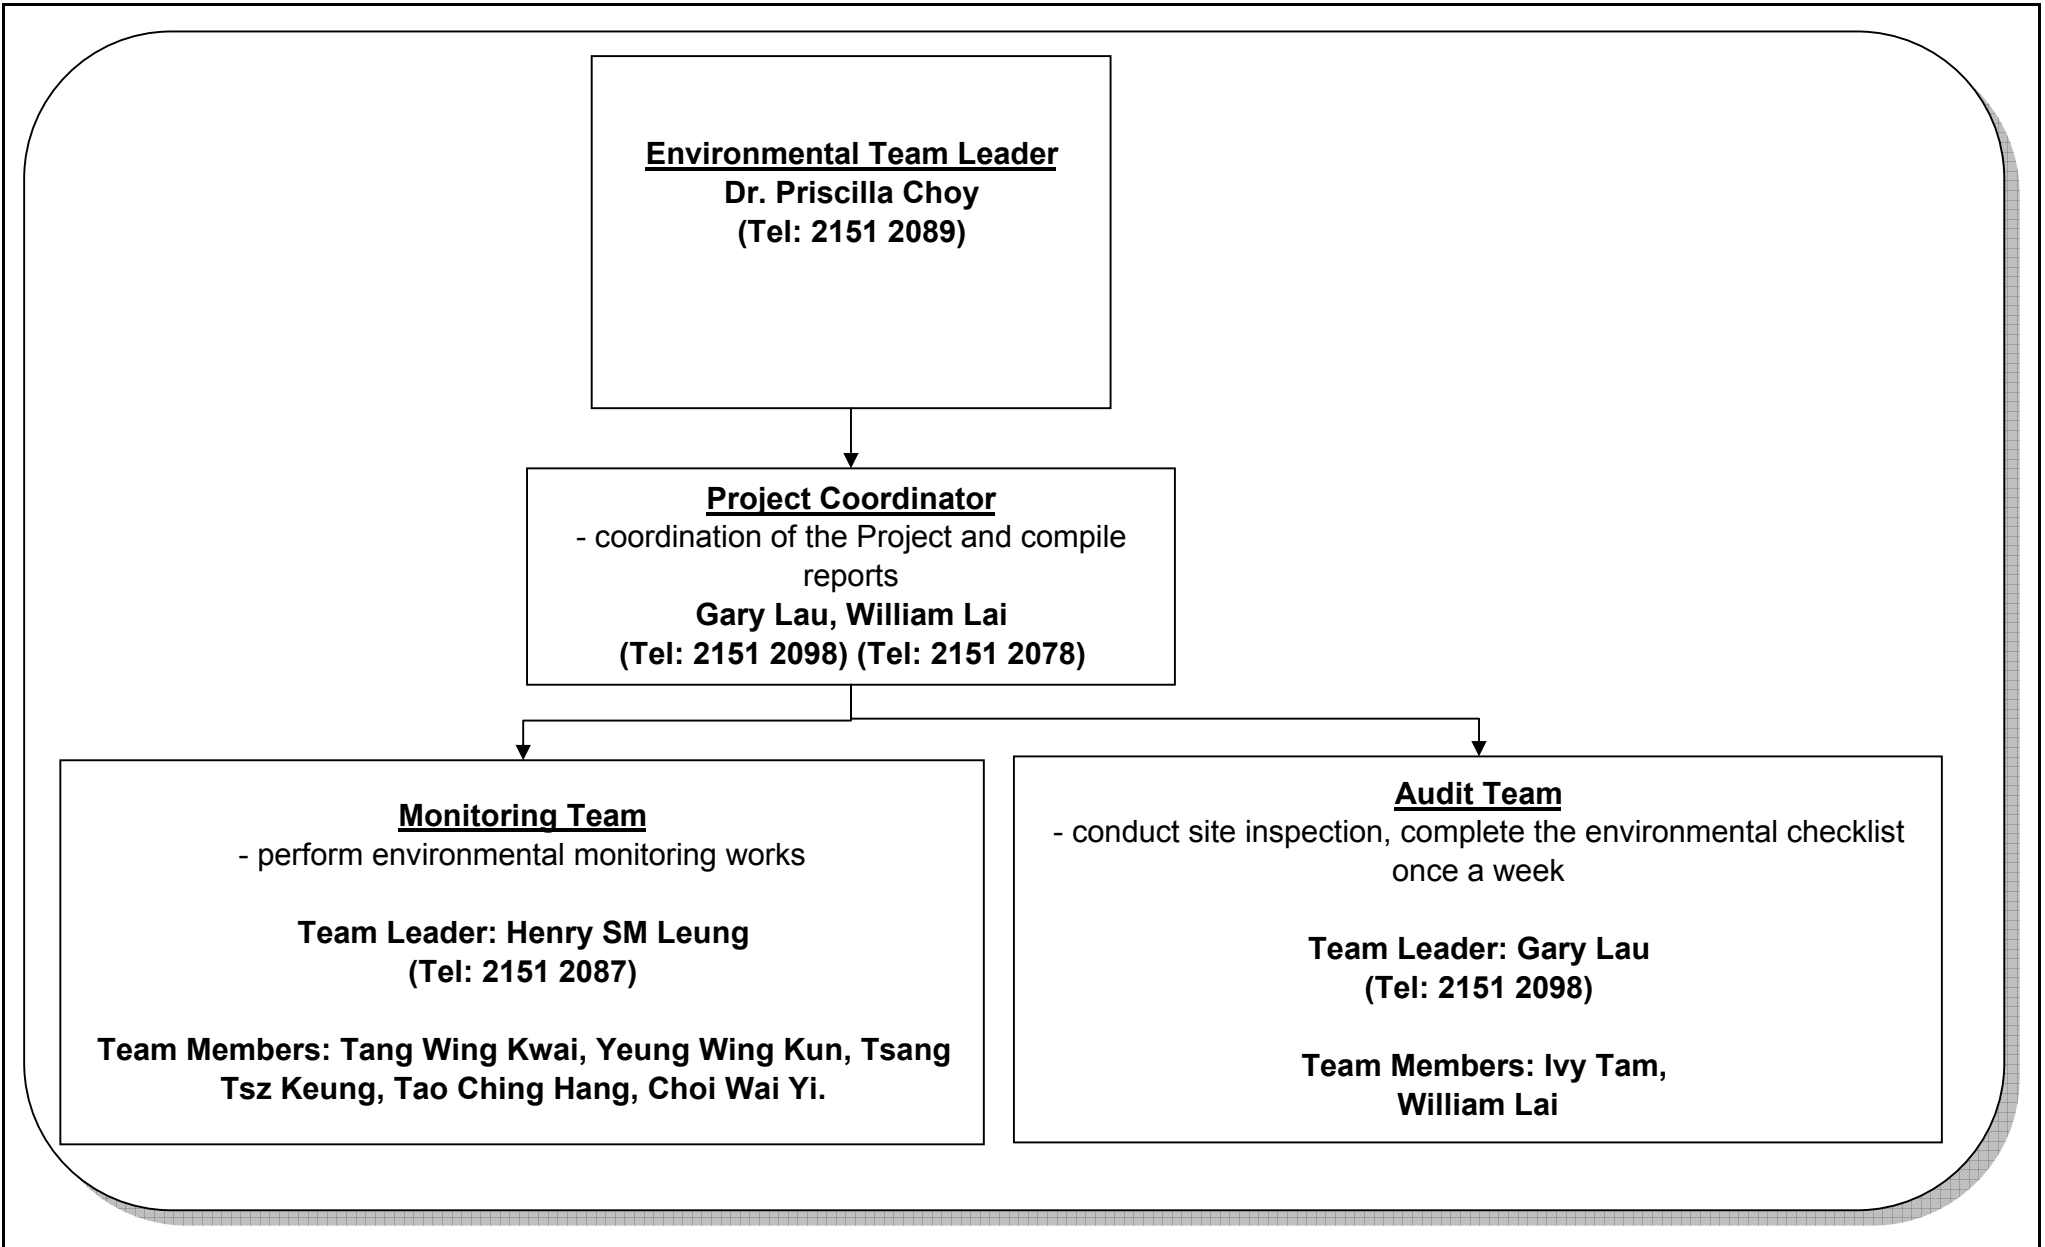 Environmental Team Leader
Dr. Priscilla Choy
(Tel: 2151 2089)
Project Coordinator
- coordination of the Project and compile
reports
Gary Lau, William Lai
(Tel: 2151 2098) (Tel: 2151 2078)
Monitoring Team
- perform environmental monitoring works
Team Leader: Henry SM Leung
(Tel: 2151 2087)
Team Members: Tang Wing Kwai, Yeung Wing Kun, Tsang
Tsz Keung, Tao Ching Hang, Choi Wai Yi.
Audit Team
- conduct site inspection, complete the environmental checklist
once a week
Team Leader: Gary Lau
(Tel: 2151 2098)
Team Members: Ivy Tam,
William Lai